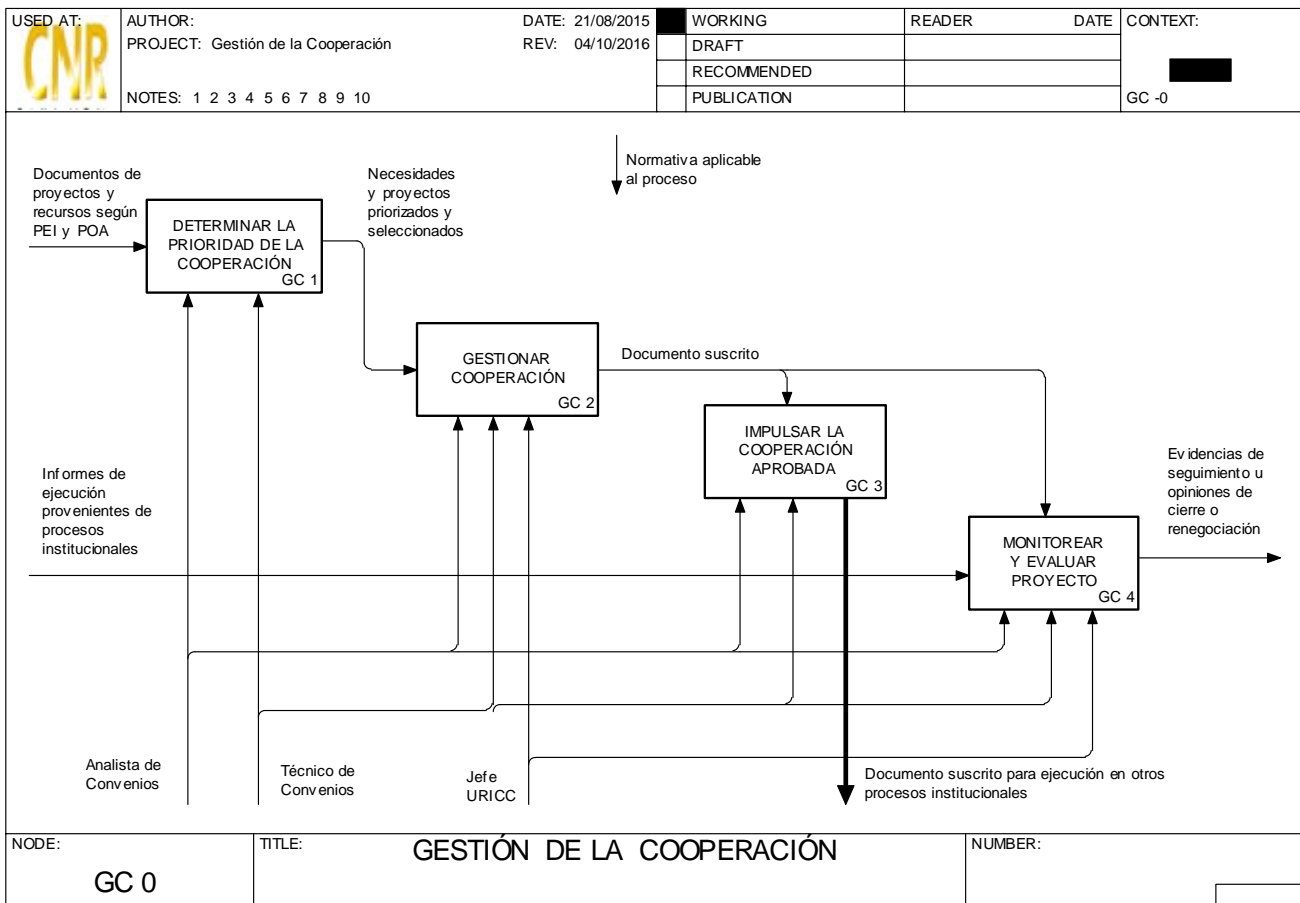 USED AT:
CNR
AUTHOR:
DATE: 21/08/2015
PROJECT: Gestión de la Cooperación
REV: 04/10/2016
NOTES: 1 2 3 4 5 6 7 8 9 10
WORKING
DRAFT
RECOMMENDED
PUBLICATION
READER
DATE
CONTEXT:
GC -0
Documentos de
proyectos y
recursos según
PEI y POA
DETERMINAR LA
PRIORIDAD DE LA
COOPERACIÓN
GC 1
Necesidades
y proyectos
priorizados y
seleccionados
Normativa aplicable
al proceso
GESTIONAR
COOPERACIÓN
GC 2
Documento suscrito
IMPULSAR LA
COOPERACIÓN
APROBADA
GC 3
Informes de
ejecución
provenientes de
procesos
institucionales
MONITOREAR
Y EVALUAR
PROYECTO
GC 4
Evidencias de
seguimiento u
opiniones de
cierre o
renegociación
Analista de
Convenios
Técnico de
Convenios
Jefe
URICC
Documento suscrito para ejecución en otros
procesos institucionales
NODE:
GC 0
TITLE:
GESTIÓN DE LA COOPERACIÓN
NUMBER: